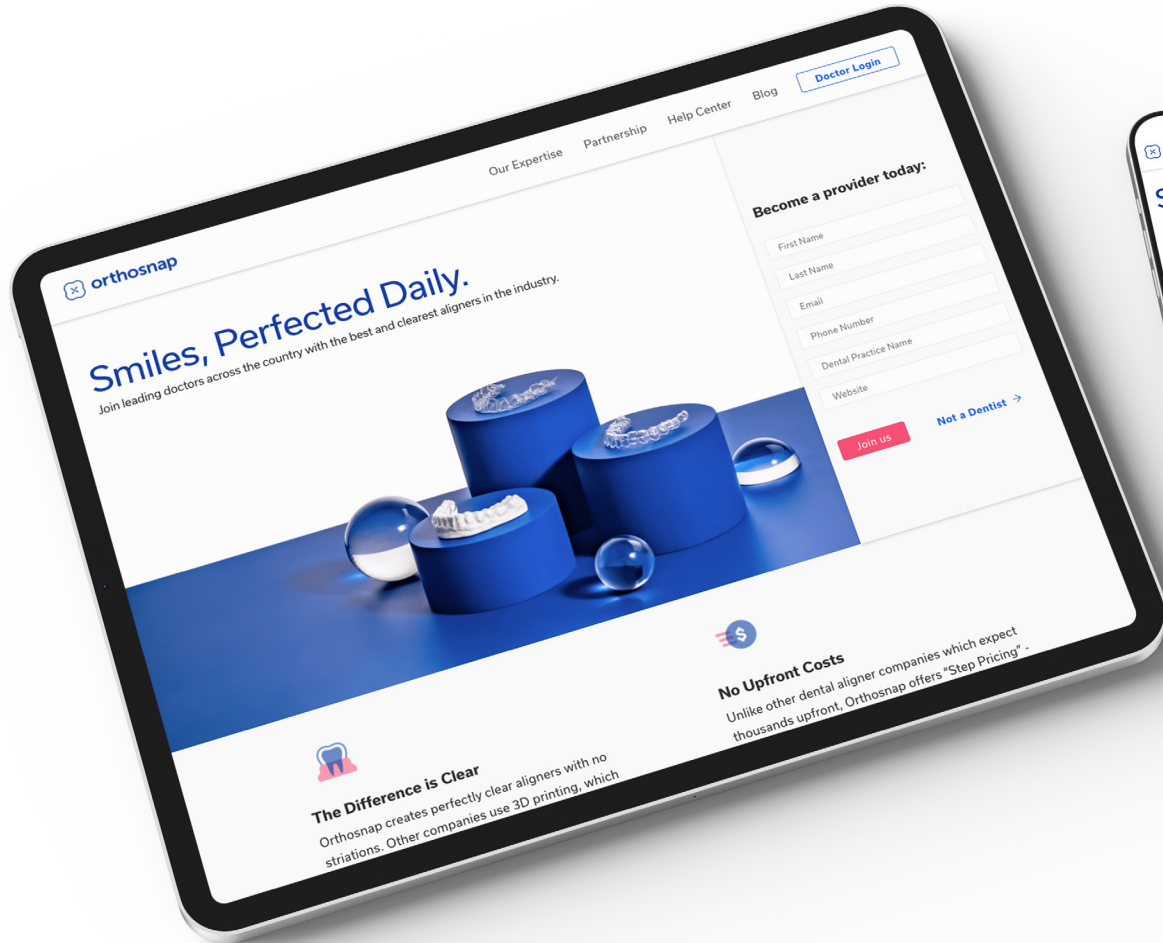 orthosnap
Our Expertise
Partnership
Help Center
Blog
Doctor Login
Smiles, Perfected Daily.
Join leading doctors across the country with the best and clearest aligners in the industry.
Become a provider today:
First Name
Last Name
Email
Phone Number
Dental Practice Name
Website
Join us
Not a Dentist →
The Difference is Clear
Orthosnap creates perfectly clear aligners with no
striations. Other companies use 3D printing, which
No Upfront Costs
Unlike other dental aligner companies which expect
thousands upfront, Orthosnap offers “Step Pricing” -
S